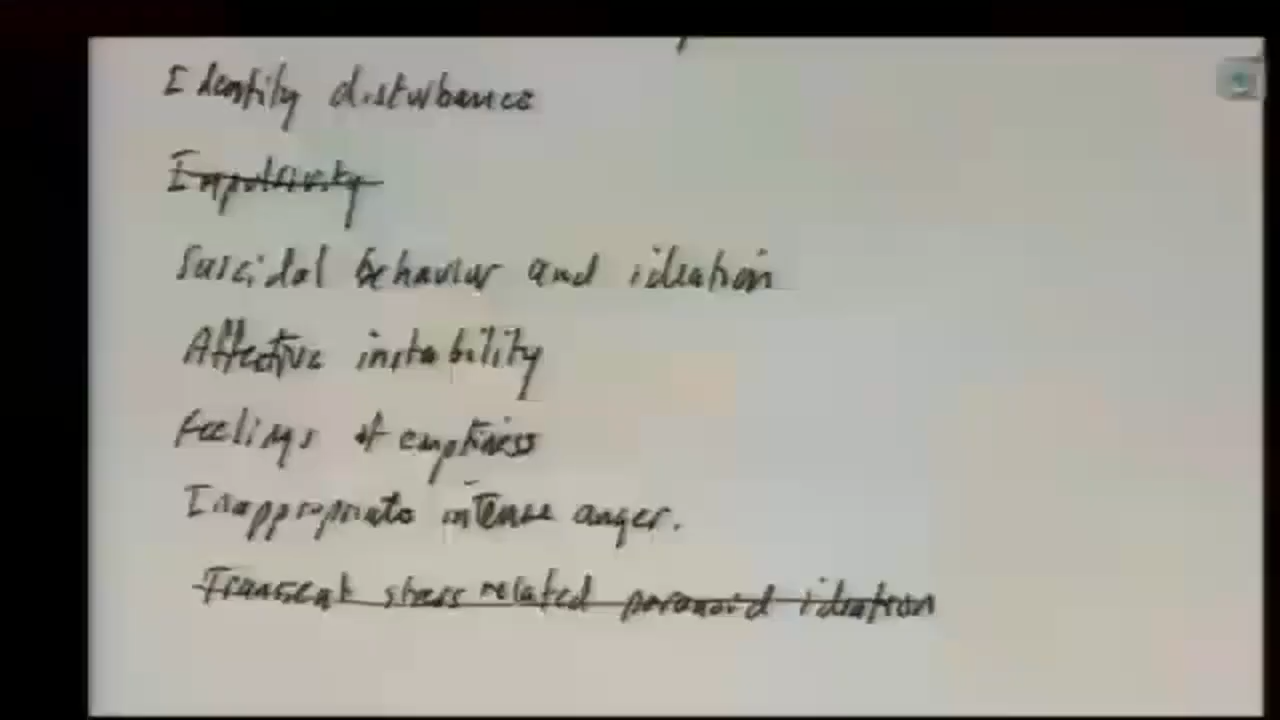 Identity disturbance
Impulsivity
Suicidal behavior and ideation
Affective instability
Feelings of emptiness
Inappropriate intense anger.
Transent stress related paranoid ideation